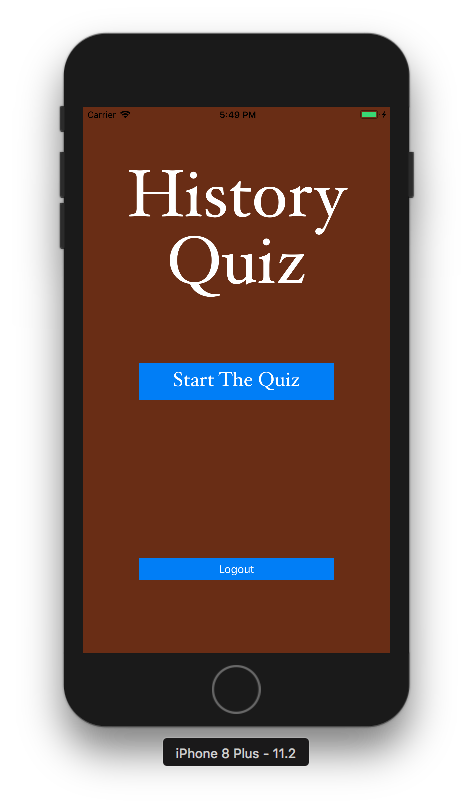 Carrier 5:49 PM
History
Quiz
Start The Quiz
Logout
iPhone 8 Plus - 11.2